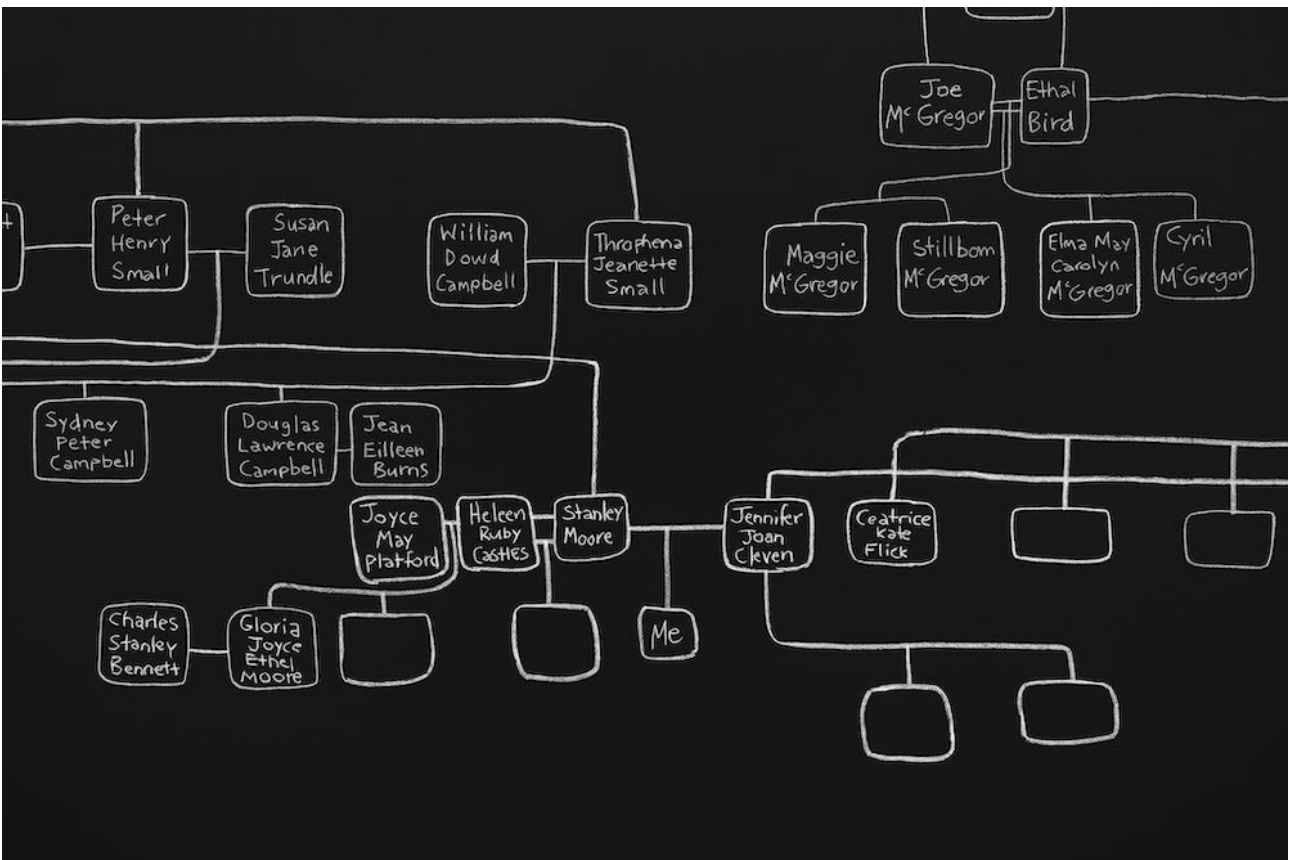 Joe
McGregor
Ethal
Bird
Peter
Henry
Small
Susan
Jane
Trundle
William
Dowd
Campbell
Throphena
Jeanette
Small
Maggie
McGregor
Stillbom
McGregor
Elma May
Carolyn
McGregor
Cyril
McGregor
Sydney
Peter
Campbell
Douglas
Lawrence
Campbell
Jean
Eilleen
Burns
Joyce
May
Platford
Heleen
Ruby
Castles
Stanley
Moore
Jennifer
Joan
Cleven
Ceatrice
Kate
Flick
Charles
Stanley
Bennett
Gloria
Joyce
Ethel
Moore
Me